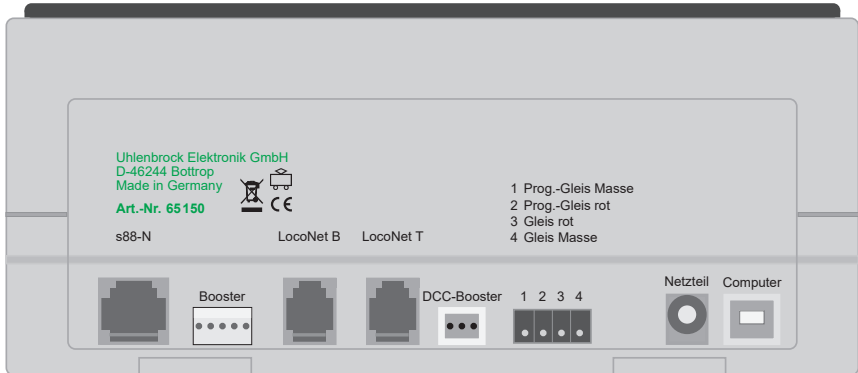 Uhlenbrock Elektronik GmbH
D-46244 Bottrop
Made in Germany
Art.-Nr. 65150
CE
1 Prog.-Gleis Masse
2 Prog.-Gleis rot
3 Gleis rot
4 Gleis Masse
s88-N
LocoNet B
LocoNet T
Booster
DCC-Booster
1 2 3 4
Netzteil
Computer